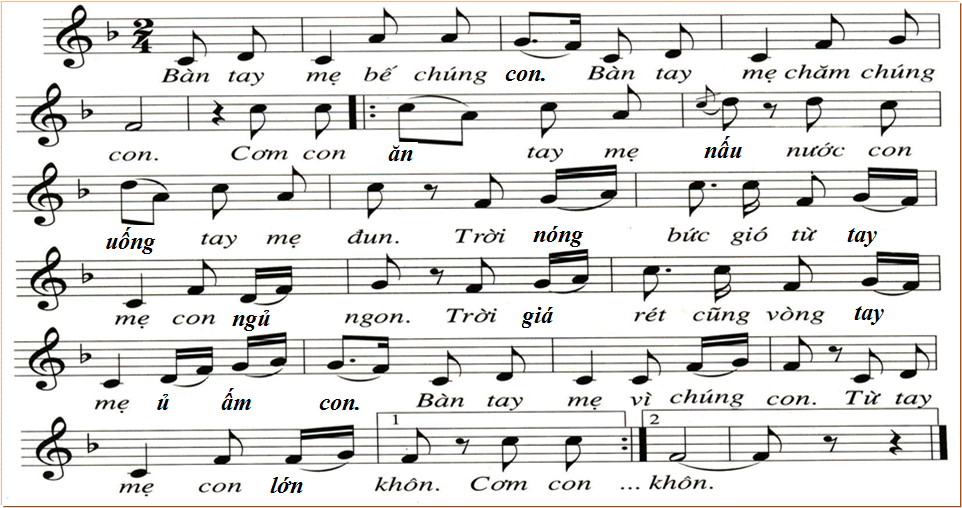 2
4
Bàn tay mẹ bế chúng con. Bàn tay mẹ chăm chúng
con. Cơm con ăn tay mẹ nấu nước con
uống tay mẹ đun. Trời nóng bức gió từ tay
mẹ con ngủ ngon. Trời giá rét cũng vòng tay
mẹ ủ ấm con. Bàn tay mẹ vì chúng con. Từ tay
1 2
mẹ con lớn khôn. Cơm con ... khôn.